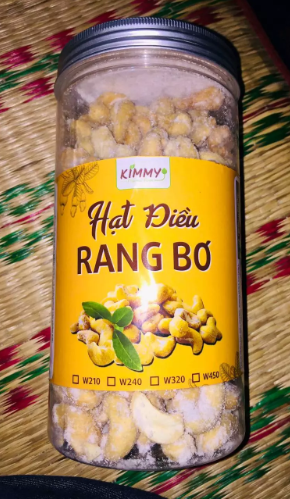 KIMMY
Hạt Điều
RANG BƠ
☐ W210 ☐ W240 ☐ W320 ☐ W450